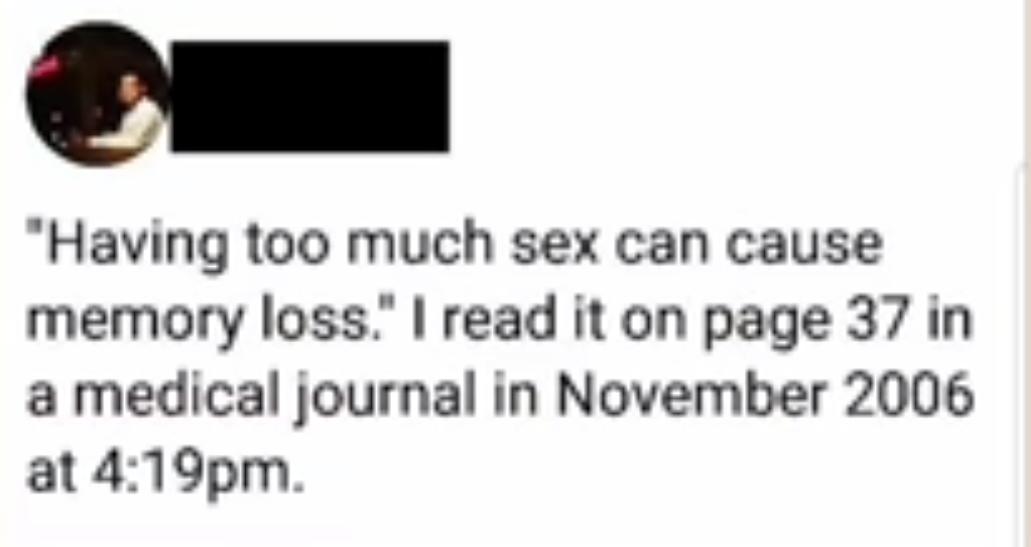 "Having too much sex can cause
memory loss." I read it on page 37 in
a medical journal in November 2006
at 4:19pm.